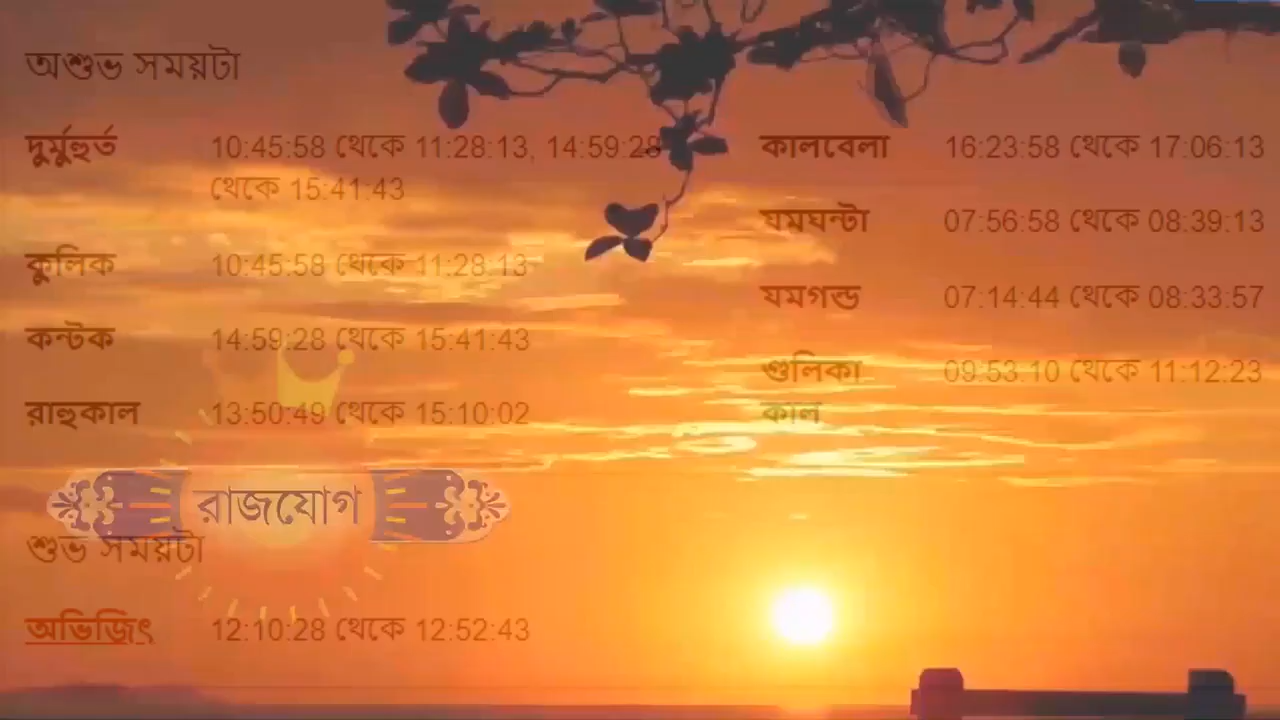 অশুভ সময়টা
দুর্মুহুর্ত 10:45:58 থেকে 11:28:13, 14:59:28 থেকে 15:41:43
কুলিক 10:45:58 থেকে 11:28:13
কন্টক 14:59:28 থেকে 15:41:43
রাহুকাল 13:50:49 থেকে 15:10:02
কালবেলা 16:23:58 থেকে 17:06:13
যমঘন্টা 07:56:58 থেকে 08:39:13
যমগন্ড 07:14:44 থেকে 08:33:57
গুলিকা কাল 09:53:10 থেকে 11:12:23
রাজযোগ
শুভ সময়টা
অভিজিৎ 12:10:28 থেকে 12:52:43